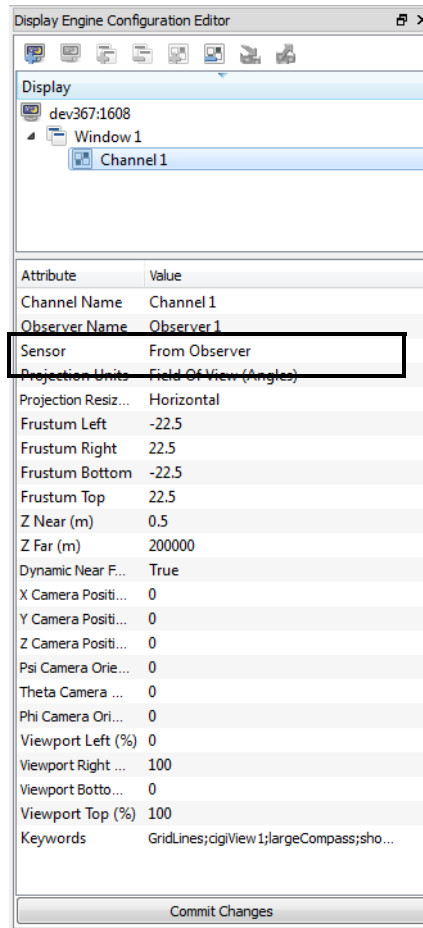 Display Engine Configuration Editor
Display
dev367:1608
Window 1
Channel 1
Attribute Value
Channel Name Channel 1
Observer Name Observer 1
Sensor From Observer
Projection Units Field Of View (Angles)
Projection Resiz... Horizontal
Frustum Left -22.5
Frustum Right 22.5
Frustum Bottom -22.5
Frustum Top 22.5
Z Near (m) 0.5
Z Far (m) 200000
Dynamic Near F... True
X Camera Positi... 0
Y Camera Positi... 0
Z Camera Positi... 0
Psi Camera Orie... 0
Theta Camera ... 0
Phi Camera Ori... 0
Viewport Left (%) 0
Viewport Right ... 100
Viewport Botto... 0
Viewport Top (%) 100
Keywords GridLines;cigiView1;largeCompass;sho...
Commit Changes